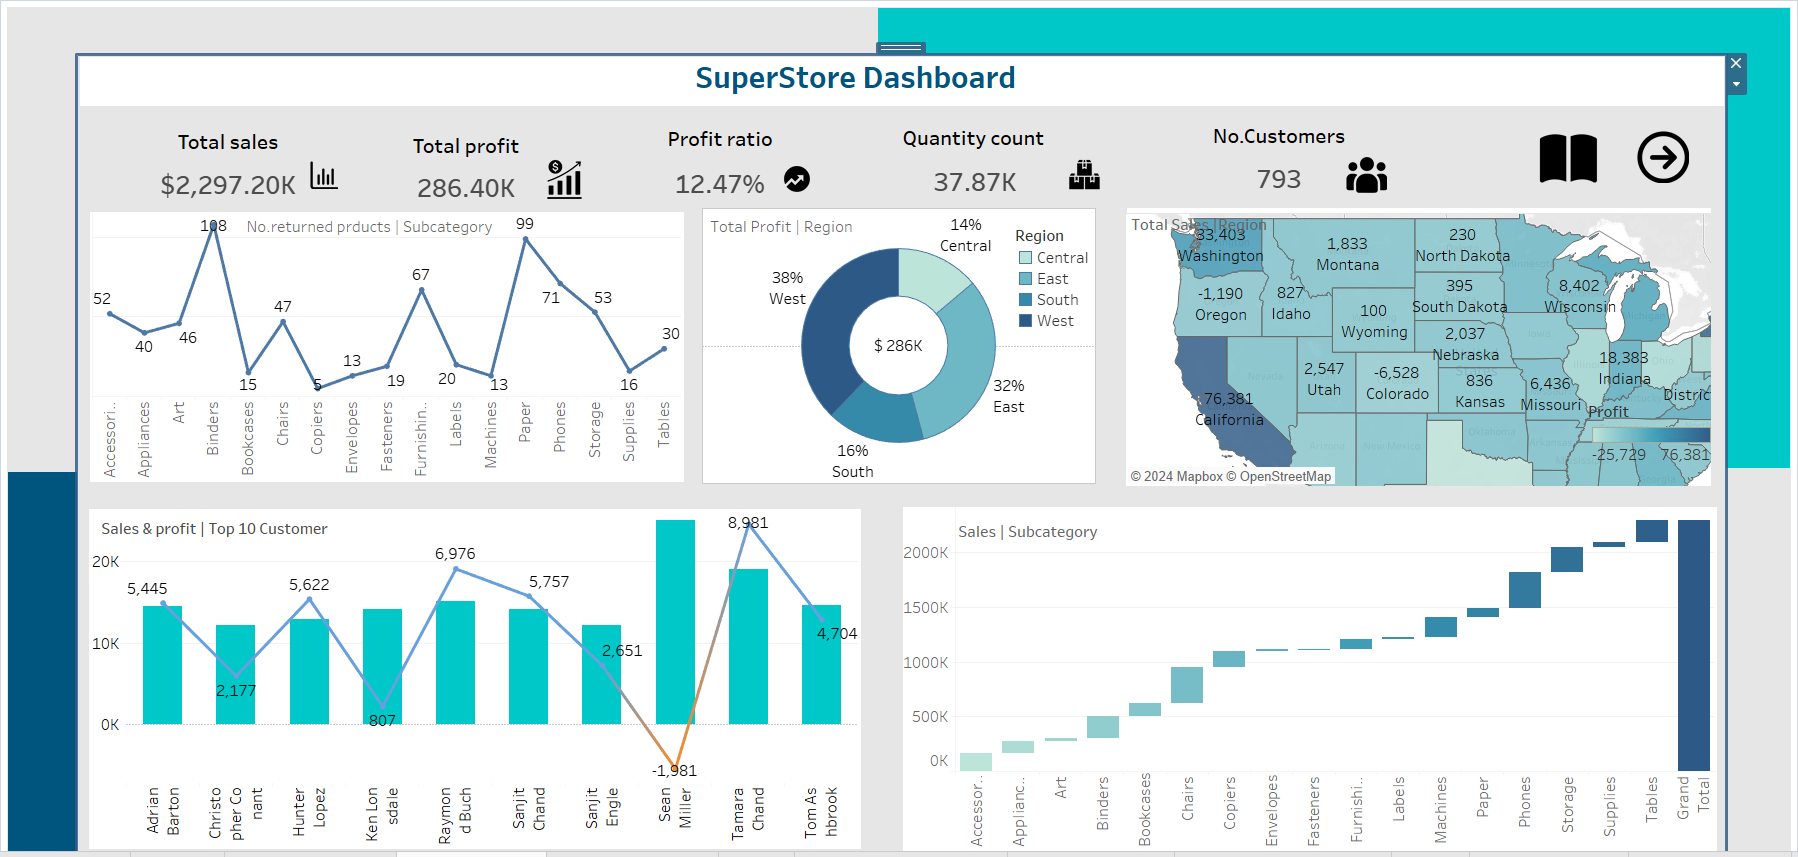 SuperStore Dashboard
Total sales
$2,297.20K
Total profit
286.40K
Profit ratio
12.47%
Quantity count
37.87K
No.Customers
793
No.returned prducts | Subcategory
52
40
46
108
15
47
5
13
19
67
20
13
99
71
53
16
30
Accessori..
Appliances
Art
Binders
Bookcases
Chairs
Copiers
Envelopes
Fasteners
Furnishin..
Labels
Machines
Paper
Phones
Storage
Supplies
Tables
Total Profit | Region
14%
Central
38%
West
$ 286K
32%
East
16%
South
Region
Central
East
South
West
Total Sales |Region
33,403
Washington
1,833
Montana
230
North Dakota
-1,190
Oregon
827
Idaho
100
Wyoming
395
South Dakota
8,402
Wisconsin
Michigan
2,037
Nebraska
Iowa
2,547
Utah
Nevada
-6,528
Colorado
836
Kansas
6,436
Missouri
18,383
Indiana
Ohio
District
76,381
California
Arizona
New Mexico
Oklahoma
Profit
-25,729
76,381
© 2024 Mapbox © OpenStreetMap
Sales & profit | Top 10 Customer
20K
10K
0K
5,445
2,177
5,622
807
6,976
5,757
2,651
-1,981
8,981
4,704
Adrian
Barton
Christo
pher Co
nant
Hunter
Lopez
Ken Lon
sdale
Raymon
d Buch
Sanjit
Chand
Sanjit
Engle
Sean
Miller
Tamara
Chand
Tom As
hbrook
Sales | Subcategory
2000K
1500K
1000K
500K
0K
Accessor..
Applianc..
Art
Binders
Bookcases
Chairs
Copiers
Envelopes
Fasteners
Furnishi..
Labels
Machines
Paper
Phones
Storage
Supplies
Tables
Grand
Total